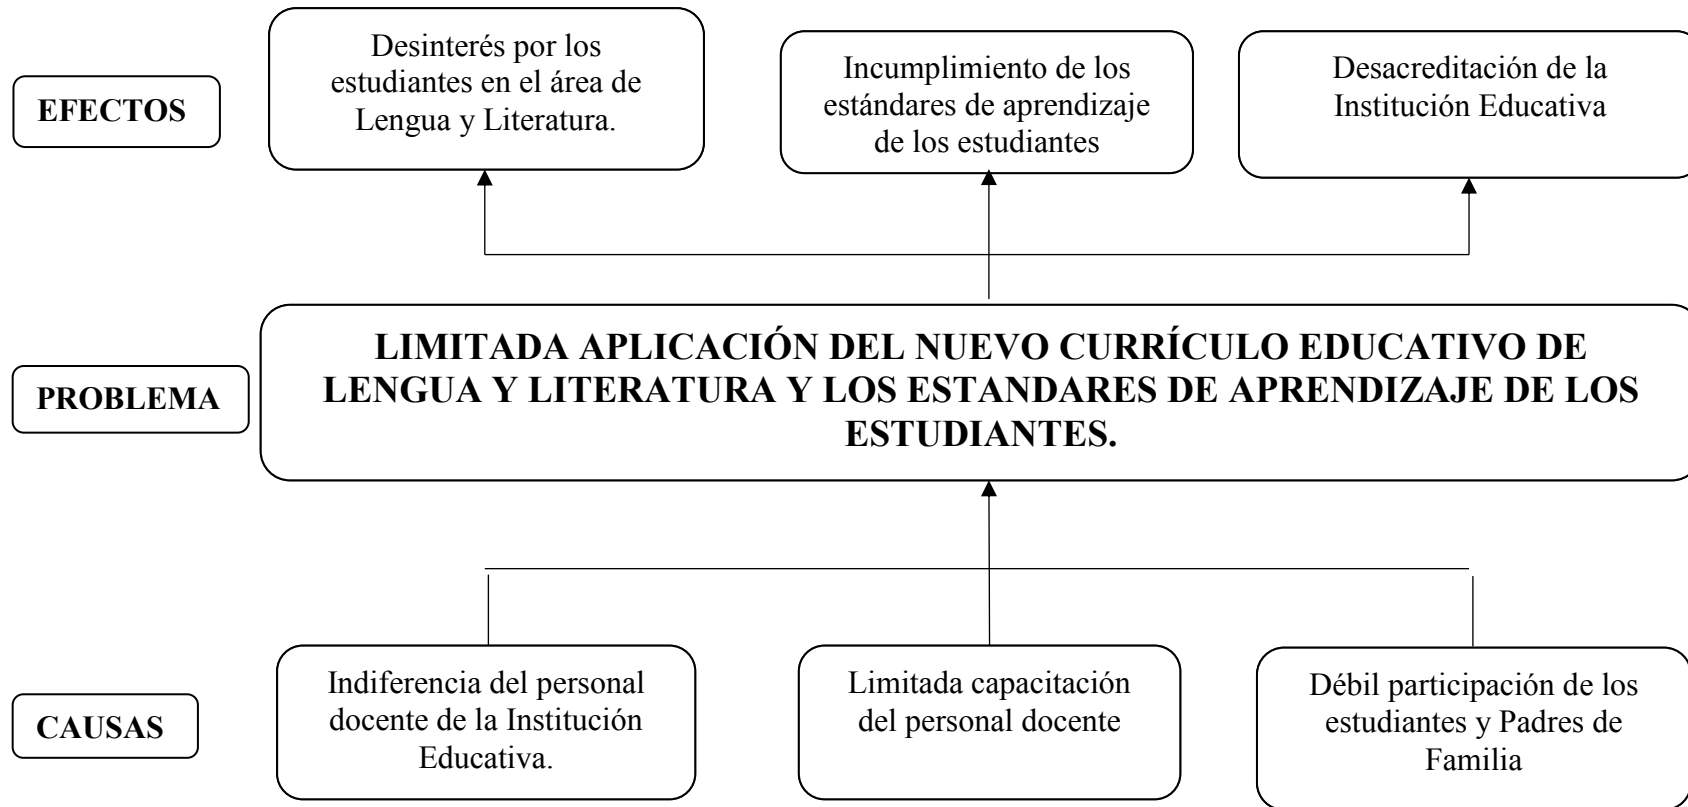 EFECTOS
Desinterés por los
estudiantes en el área de
Lengua y Literatura.
Incumplimiento de los
estándares de aprendizaje
de los estudiantes
Desacreditación de la
Institución Educativa
PROBLEMA
LIMITADA APLICACIÓN DEL NUEVO CURRÍCULO EDUCATIVO DE
LENGUA Y LITERATURA Y LOS ESTANDARES DE APRENDIZAJE DE LOS
ESTUDIANTES.
CAUSAS
Indiferencia del personal
docente de la Institución
Educativa.
Limitada capacitación
del personal docente
Débil participación de los
estudiantes y Padres de
Familia